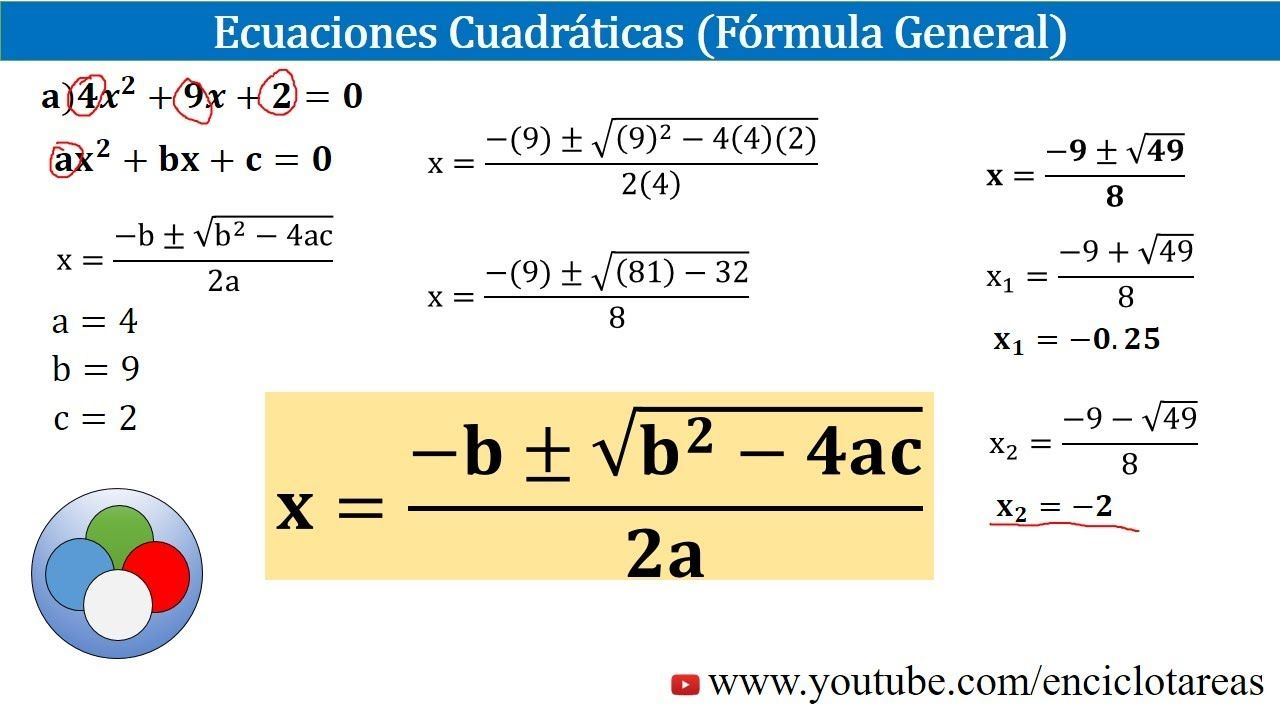 Ecuaciones Cuadráticas (Fórmula General)
a)4x² + 9x + 2 = 0
ax² + bx + c = 0
x = (−b ± √(b² − 4ac)) / 2a
a = 4
b = 9
c = 2
x = (−(9) ± √((9)² − 4(4)(2))) / 2(4)
x = (−(9) ± √((81) − 32)) / 8
x = (−b ± √(b² − 4ac)) / 2a
x = (−9 ± √49) / 8
x₁ = (−9 + √49) / 8
x₁ = −0.25
x₂ = (−9 − √49) / 8
x₂ = −2
www.youtube.com/enciclotareas